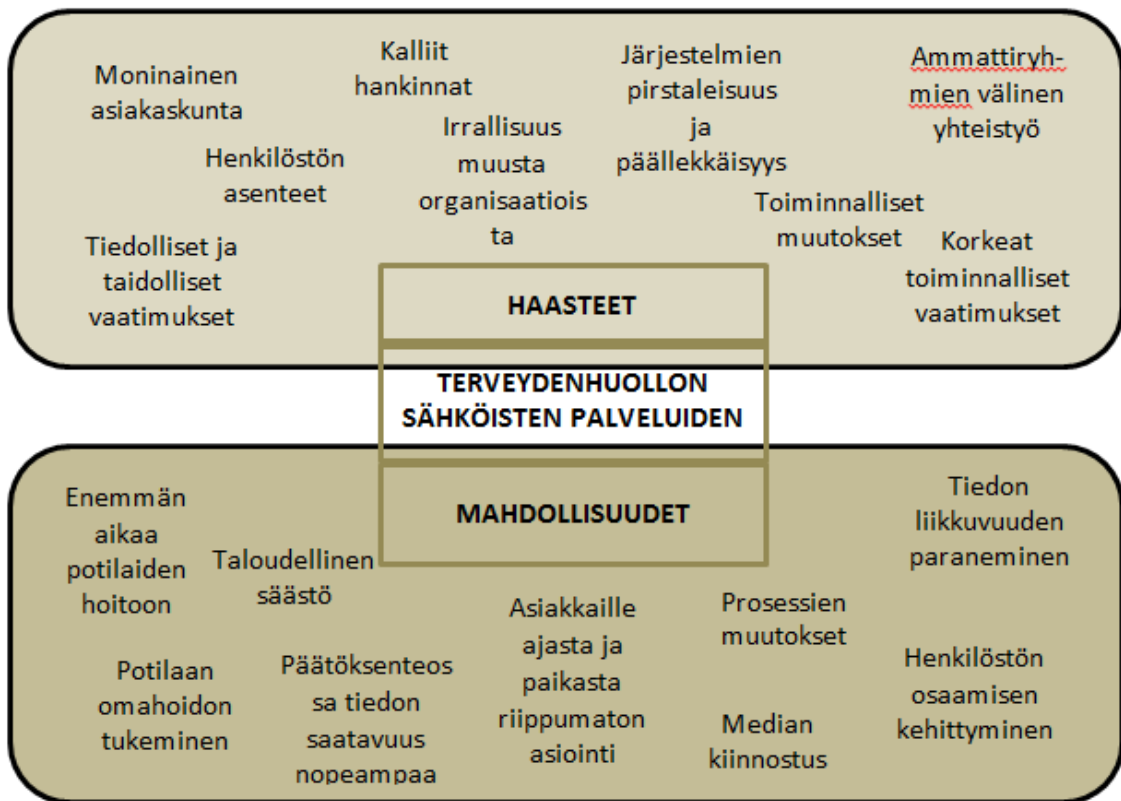 Moninainen
asiakaskunta
Kalliit
hankinnat
Järjestelmien
pirstaleisuus
ja
päällekkäisyys
Ammattiryh-
mien välinen
yhteistyö
Henkilöstön
asenteet
Irrallisuus
muusta
organisaatiois
ta
Toiminnalliset
muutokset
Korkeat
toiminnalliset
vaatimukset
Tiedolliset ja
taidolliset
vaatimukset
HAASTEET
TERVEYDENHUOLLON
SÄHKÖISTEN PALVELUIDEN
MAHDOLLISUUDET
Enemmän
aikaa
potilaiden
hoitoon
Taloudellinen
säästö
Tiedon
liikkuvuuden
paraneminen
Asiakkaille
ajasta ja
paikasta
riippumaton
asiointi
Prosessien
muutokset
Potilaan
omahoidon
tukeminen
Päätöksenteos
sa tiedon
saatavuus
nopeampaa
Median
kiinnostus
Henkilöstön
osaamisen
kehittyminen